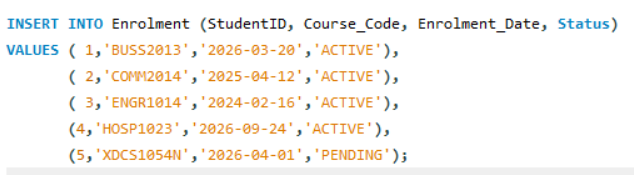 INSERT INTO Enrolment (StudentID, Course_Code, Enrolment_Date, Status)
VALUES ( 1,'BUSS2013','2026-03-20','ACTIVE'),
( 2,'COMM2014','2025-04-12','ACTIVE'),
( 3,'ENGR1014','2024-02-16','ACTIVE'),
(4,'HOSP1023','2026-09-24','ACTIVE'),
(5,'XDCS1054N','2026-04-01','PENDING');